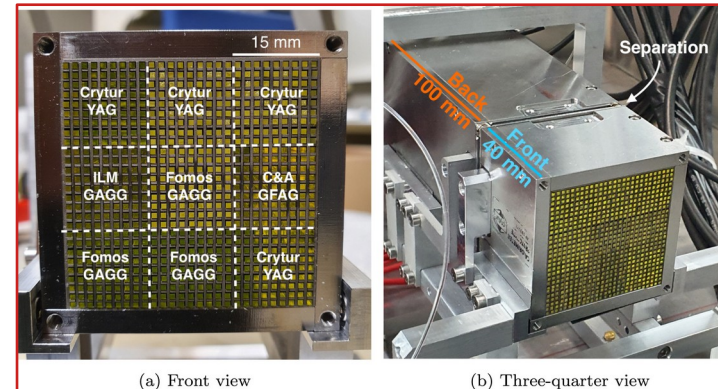 15 mm
Crytur YAG
Crytur YAG
Crytur YAG
ILM GAGG
Fomos GAGG
C&A GFAG
Fomos GAGG
Fomos GAGG
Crytur YAG
(a) Front view
Separation
Back
100 mm
Front
40 mm
(b) Three-quarter view